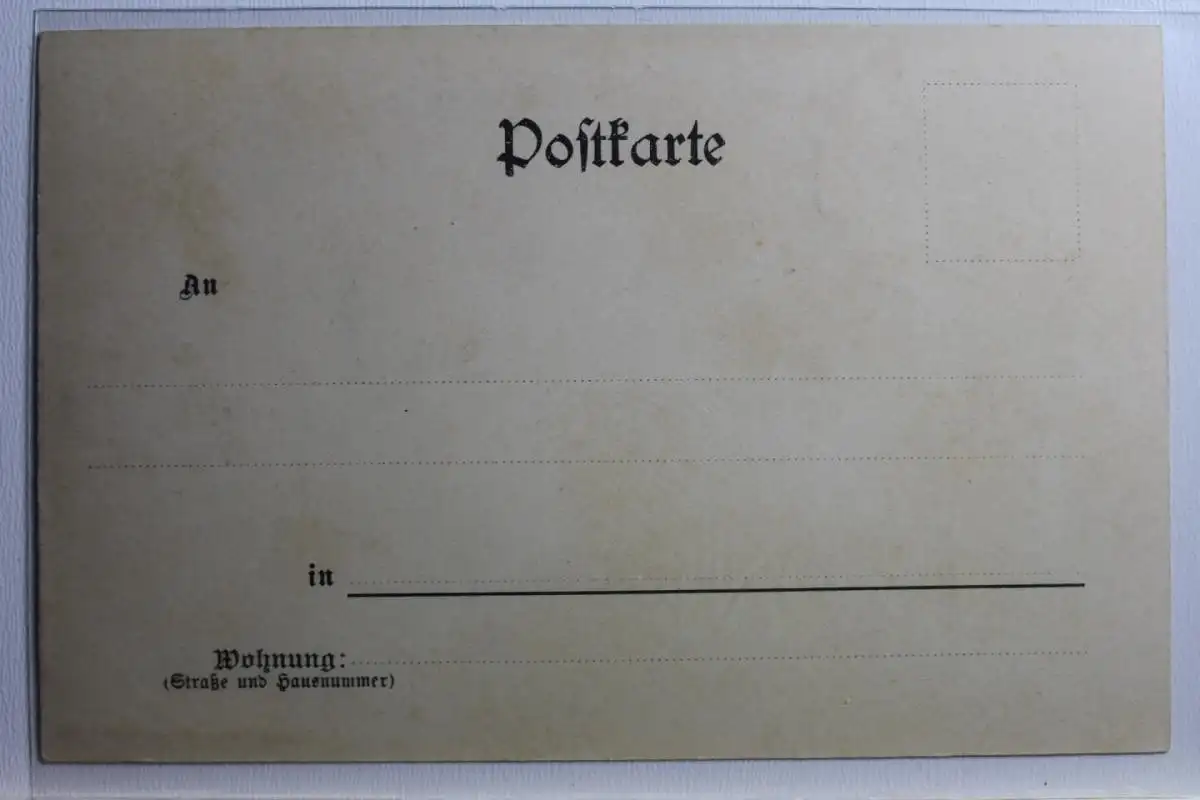 Poſtkarte
An
in
Wohnung:
(Straße und Hausnummer)